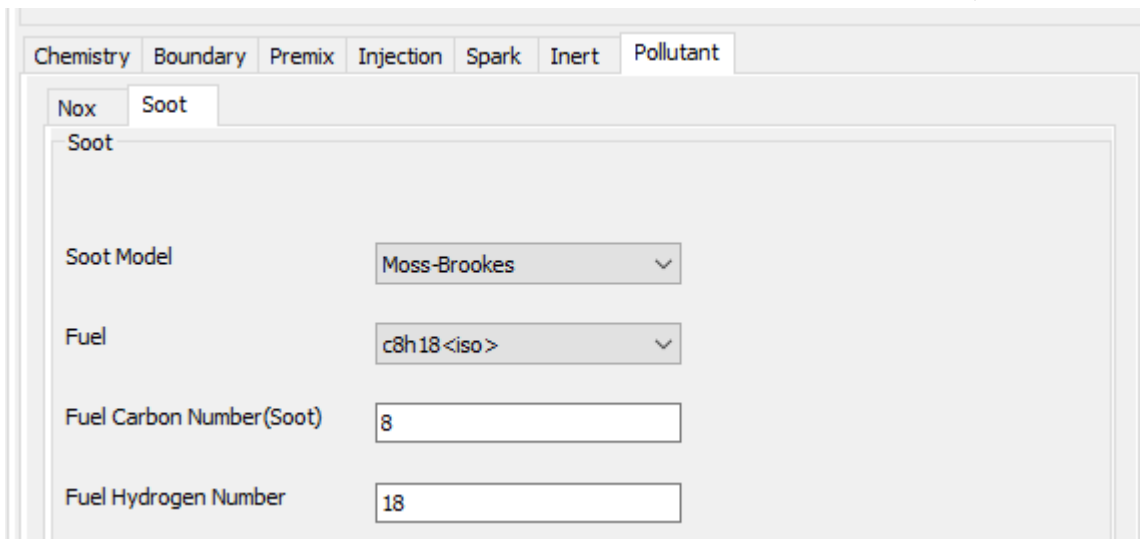 Chemistry Boundary Premix Injection Spark Inert Pollutant
Nox Soot
Soot
Soot Model Moss-Brookes
Fuel c8h18<iso>
Fuel Carbon Number(Soot) 8
Fuel Hydrogen Number 18